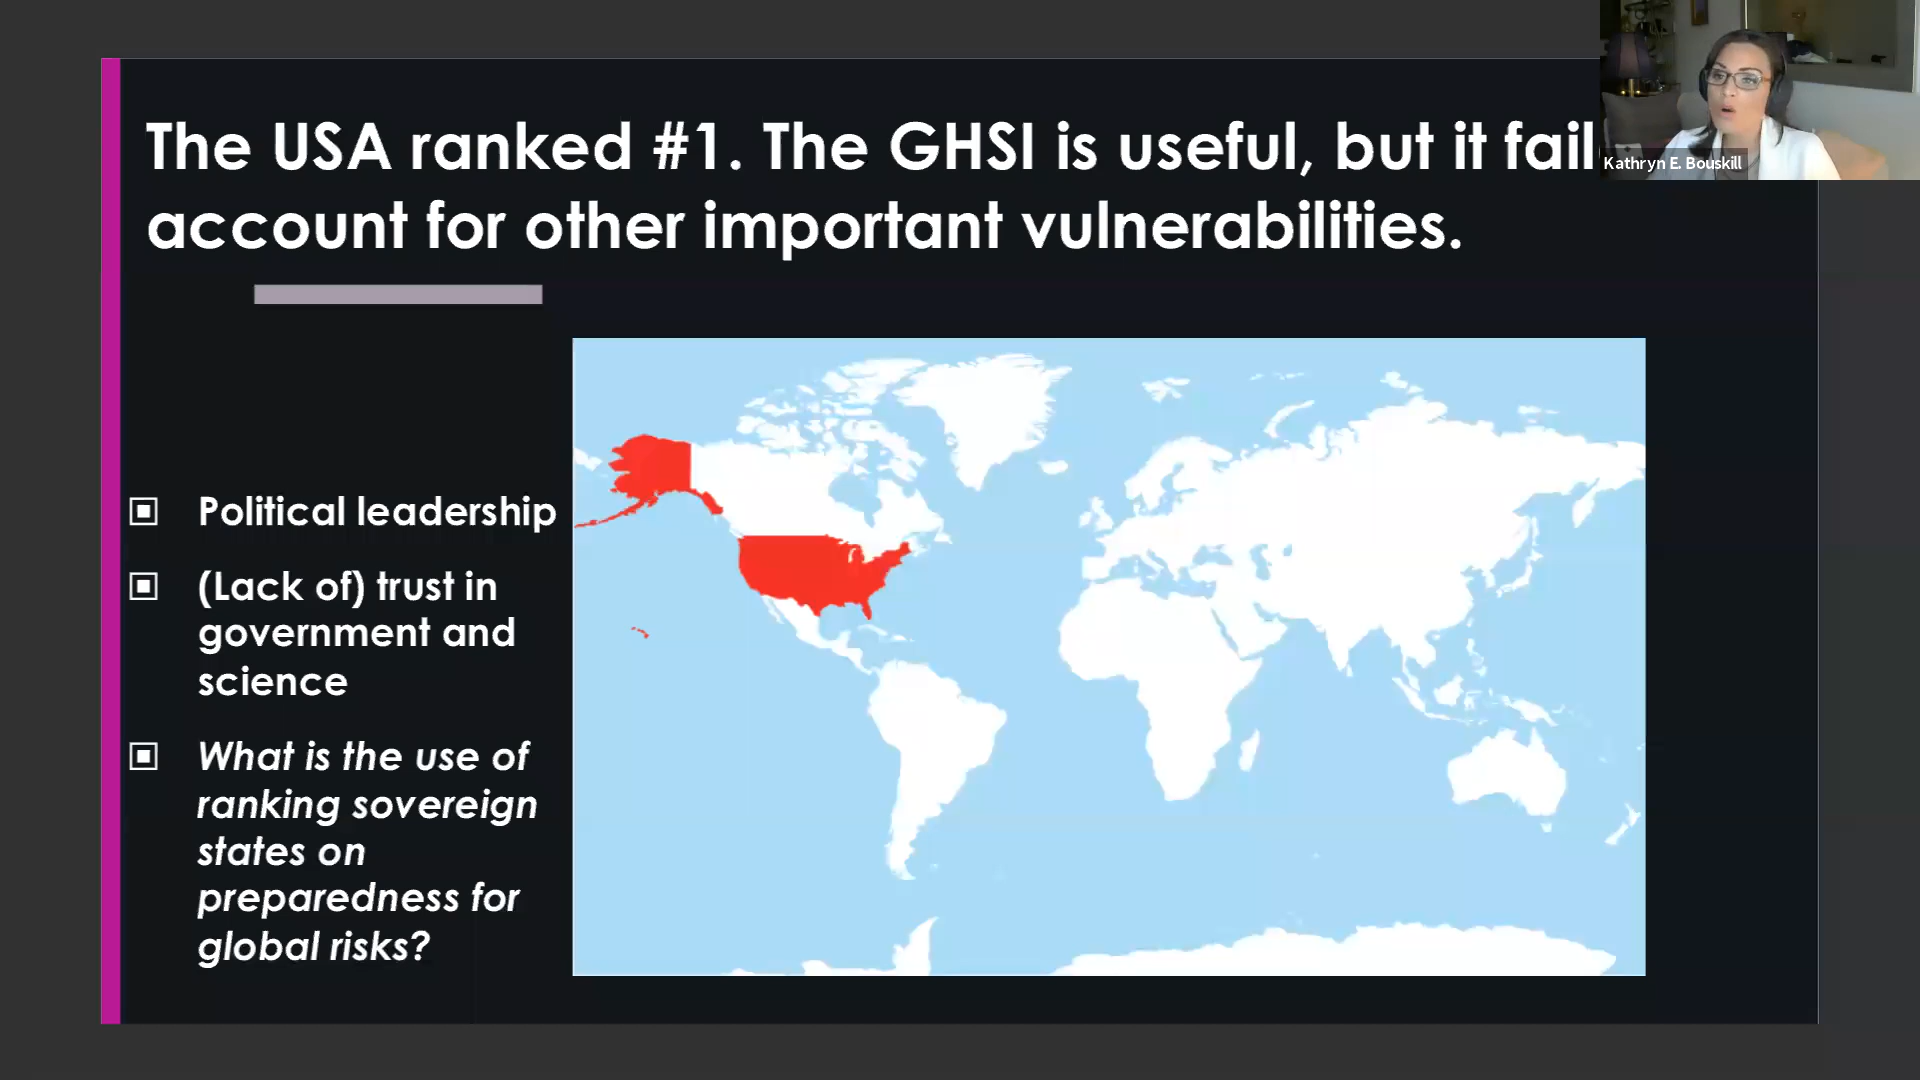 The USA ranked #1. The GHSI is useful, but it fail
account for other important vulnerabilities.
Kathryn E. Bouskill
Political leadership
(Lack of) trust in
government and
science
What is the use of
ranking sovereign
states on
preparedness for
global risks?